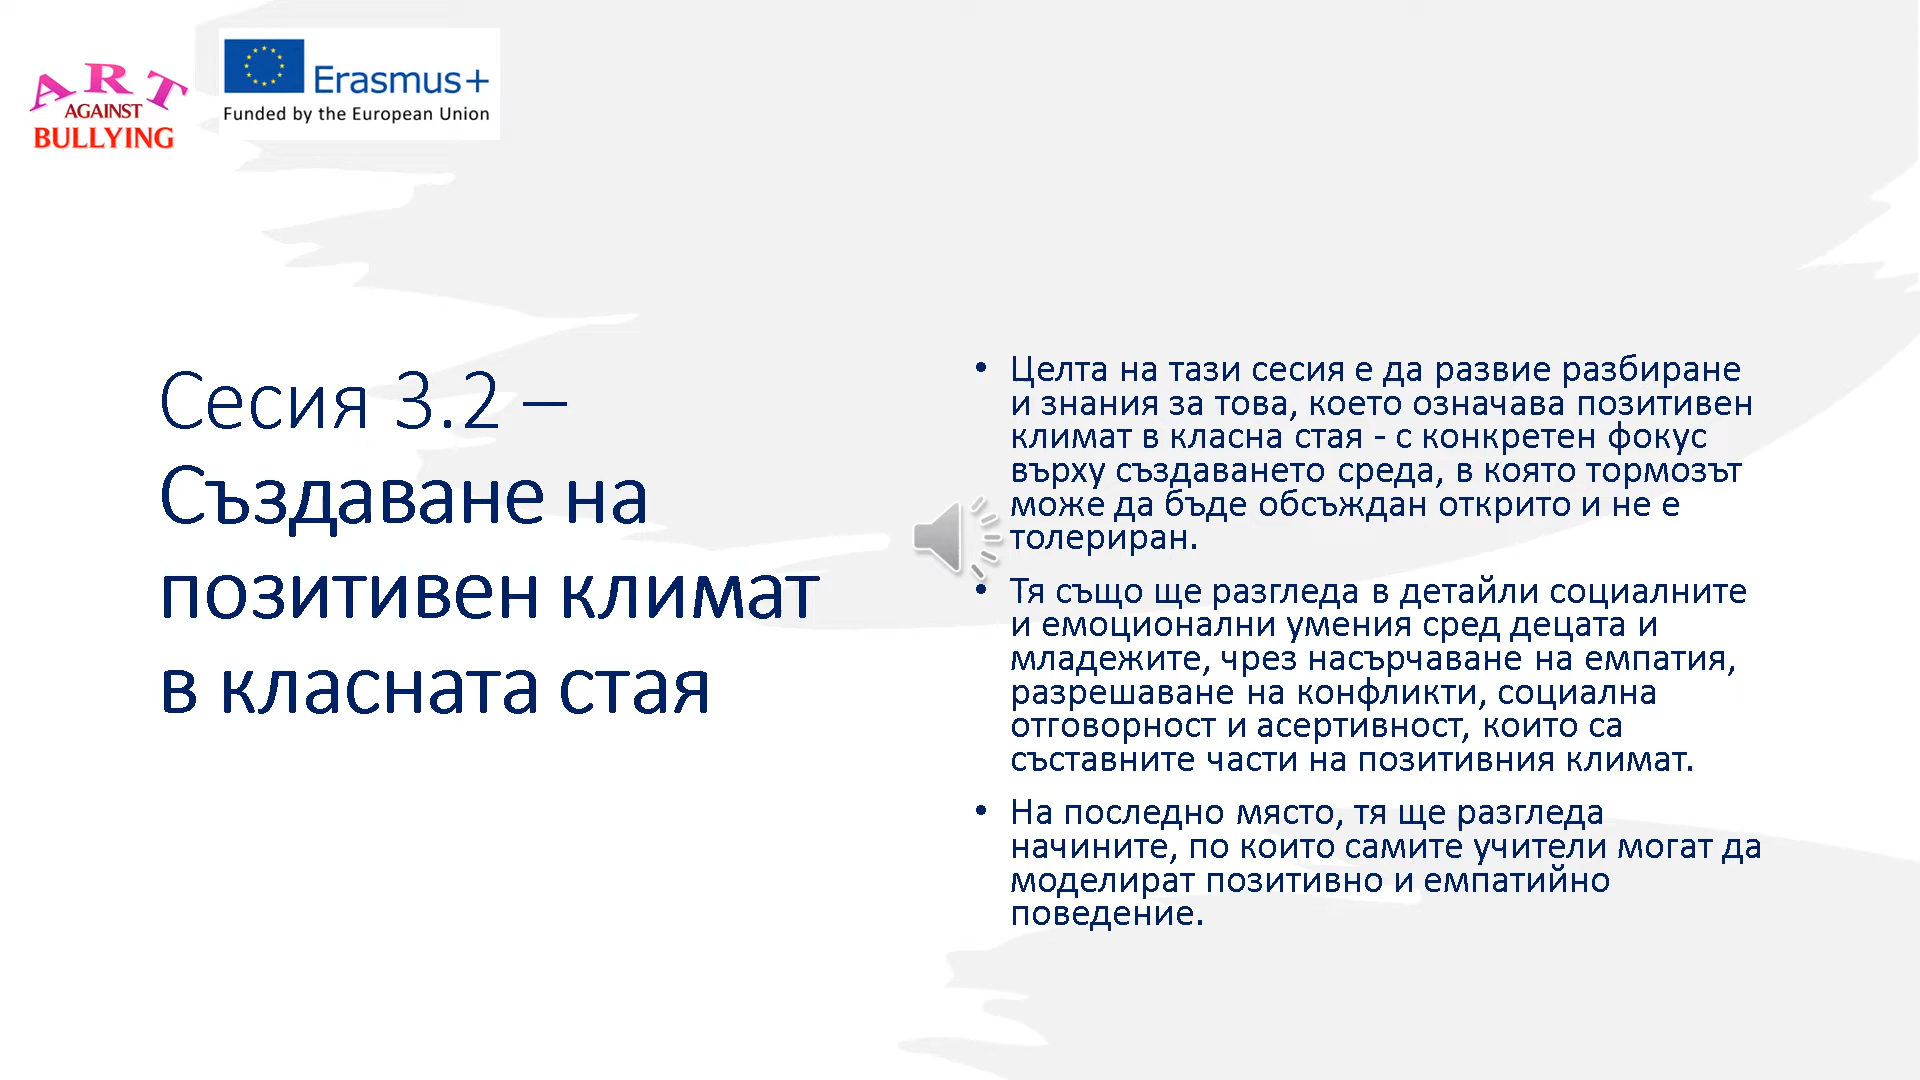 ART
AGAINST
BULLYING
Erasmus+
Funded by the European Union
Сесия 3.2 –
Създаване на
позитивен климат
в класната стая
• Целта на тази сесия е да развие разбиране
и знания за това, което означава позитивен
климат в класна стая - с конкретен фокус
върху създаването среда, в която тормозът
може да бъде обсъждан открито и не е
толериран.
• Тя също ще разгледа в детайли социалните
и емоционални умения сред децата и
младежите, чрез насърчаване на емпатия,
разрешаване на конфликти, социална
отговорност и асертивност, които са
съставните части на позитивния климат.
• На последно място, тя ще разгледа
начините, по които самите учители могат да
моделират позитивно и емпатийно
поведение.